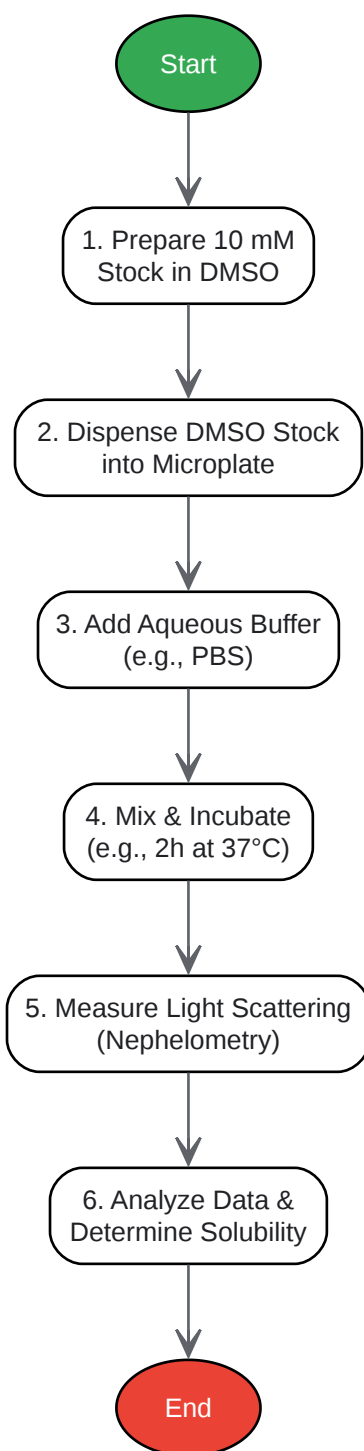 Start
1. Prepare 10 mM
Stock in DMSO
2. Dispense DMSO Stock
into Microplate
3. Add Aqueous Buffer
(e.g., PBS)
4. Mix & Incubate
(e.g., 2h at 37°C)
5. Measure Light Scattering
(Nephelometry)
6. Analyze Data &
Determine Solubility
End